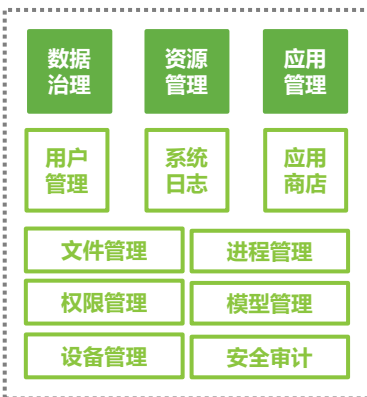 数据
治理
资源
管理
应用
管理
用户
管理
系统
日志
应用
商店
文件管理
进程管理
权限管理
模型管理
设备管理
安全审计